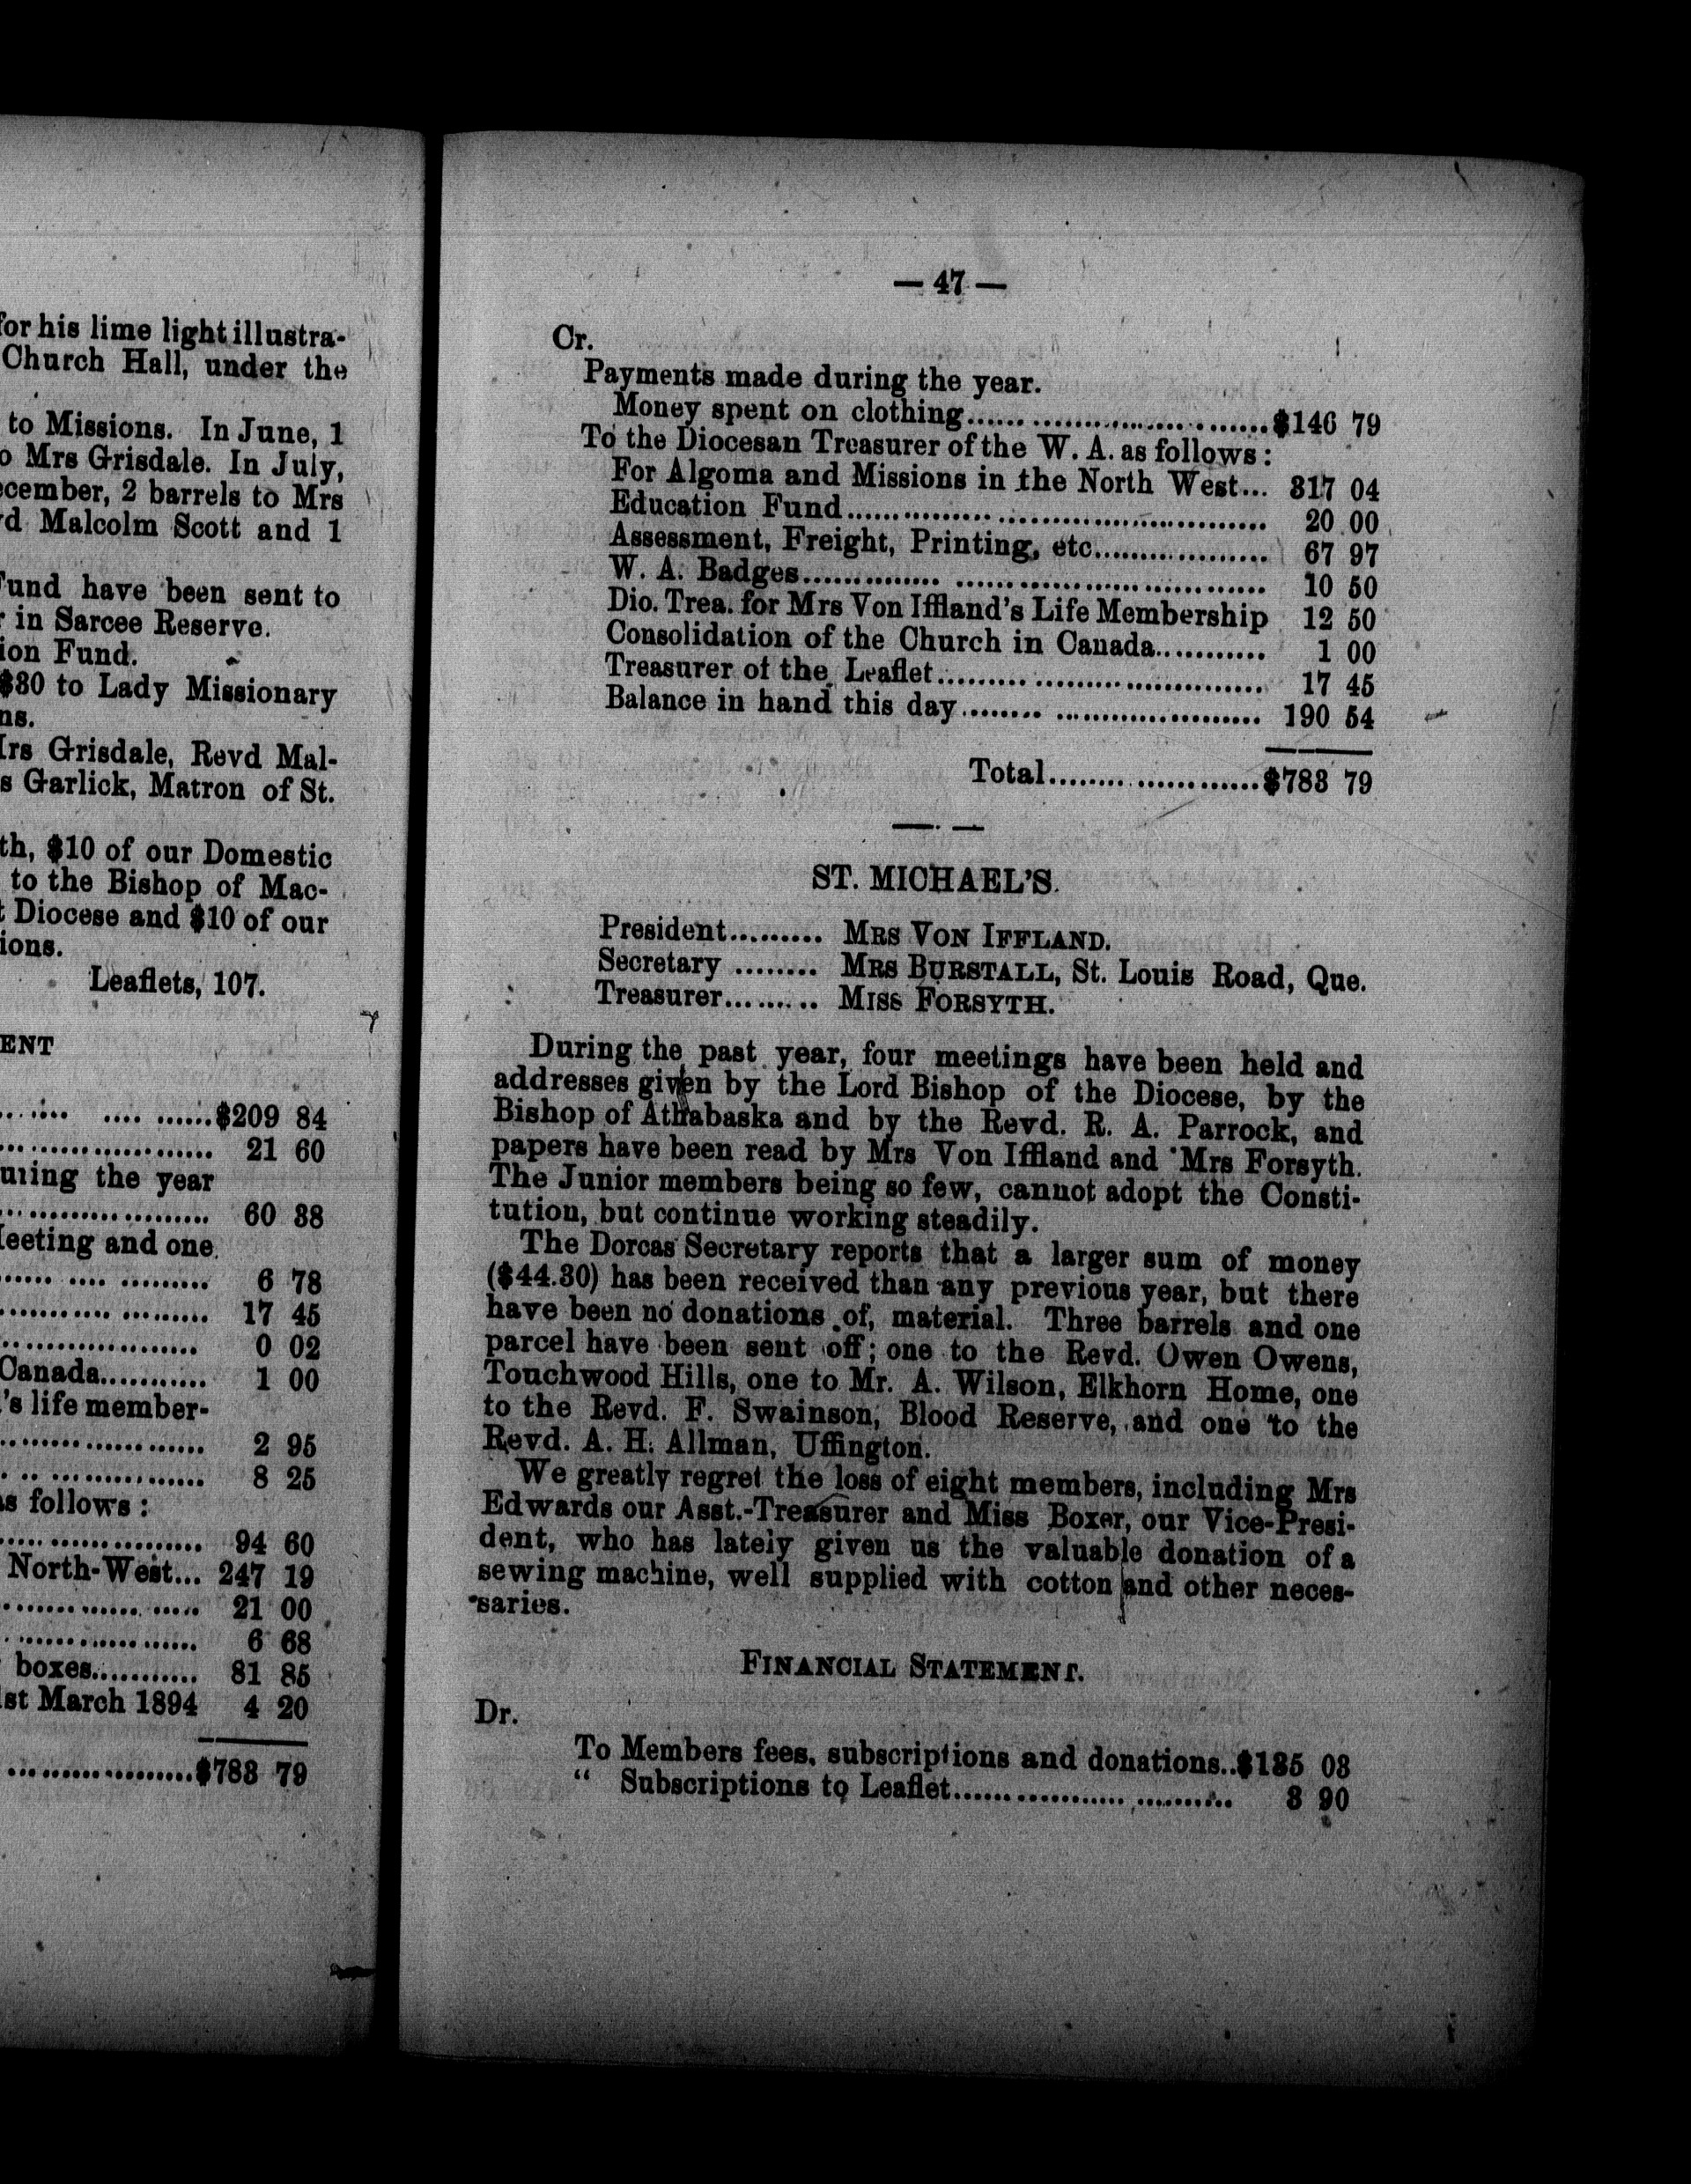 for his lime light illustra-
Church Hall, under the
to Missions. In June, 1
o Mrs Grisdale. In July,
ecember, 2 barrels to Mrs
d Malcolm Scott and 1
Fund have been sent to
in Sarcee Reserve.
ion Fund.
$30 to Lady Missionary
ns.
Mrs Grisdale, Revd Mal-
s Garlick, Matron of St.
th, $10 of our Domestic
to the Bishop of Mac-
t Diocese and $10 of our
ions.
Leaflets, 107.
ENT
$209 84
21 60
uring the year
60 38
Meeting and one
6 78
17 45
0 02
Canada........... 1 00
's life member-
2 95
8 25
as follows :
94 60
North-West... 247 19
21 00
6 68
boxes........... 81 85
1st March 1894 4 20
$783 79
— 47 —
Cr.
Payments made during the year.
Money spent on clothing........................$146 79
To the Diocesan Treasurer of the W. A. as follows :
For Algoma and Missions in the North West... 317 04
Education Fund........................ 20 00
Assessment, Freight, Printing, etc.................. 67 97
W. A. Badges........................ 10 50
Dio. Trea. for Mrs Von Iffland's Life Membership 12 50
Consolidation of the Church in Canada........... 1 00
Treasurer of the Leaflet........................ 17 45
Balance in hand this day........................ 190 54
Total........................$783 79
ST. MICHAEL'S.
President......... MRS VON IFFLAND.
Secretary ........ MRS BURSTALL, St. Louis Road, Que.
Treasurer......... MISS FORSYTH.
During the past year, four meetings have been held and
addresses given by the Lord Bishop of the Diocese, by the
Bishop of Athabaska and by the Revd. R. A. Parrock, and
papers have been read by Mrs Von Iffland and Mrs Forsyth.
The Junior members being so few, cannot adopt the Consti-
tution, but continue working steadily.
The Dorcas Secretary reports that a larger sum of money
($44.30) has been received than any previous year, but there
have been no donations of, material. Three barrels and one
parcel have been sent off ; one to the Revd. Owen Owens,
Touchwood Hills, one to Mr. A. Wilson, Elkhorn Home, one
to the Revd. F. Swainson, Blood Reserve, and one to the
Revd. A. H. Allman, Uffington.
We greatly regret the loss of eight members, including Mrs
Edwards our Asst.-Treasurer and Miss Boxer, our Vice-Presi-
dent, who has lately given us the valuable donation of a
sewing machine, well supplied with cotton and other neces-
saries.
FINANCIAL STATEMENT.
Dr.
To Members fees, subscriptions and donations..$135 03
“ Subscriptions to Leaflet........................ 8 90